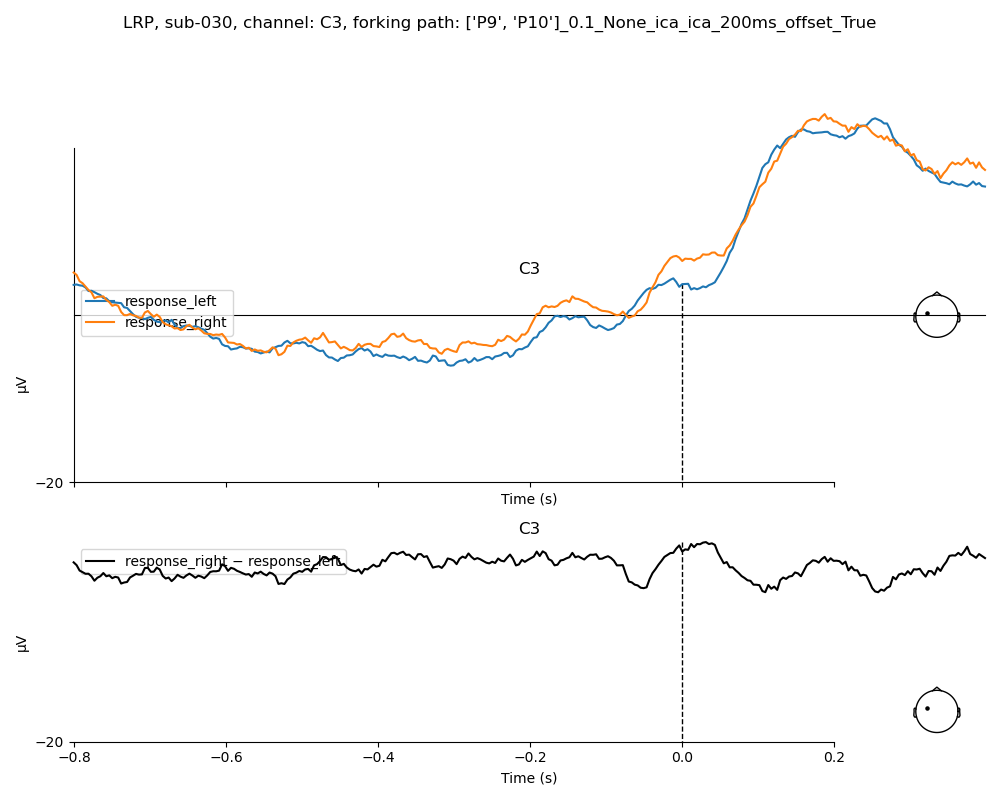 LRP, sub-030, channel: C3, forking path: ['P9', 'P10']_0.1_None_ica_ica_200ms_offset_True
C3
response_left
response_right
µV
−20
Time (s)
C3
response_right − response_left
µV
−20
−0.8
−0.6
−0.4
−0.2
0.0
0.2
Time (s)